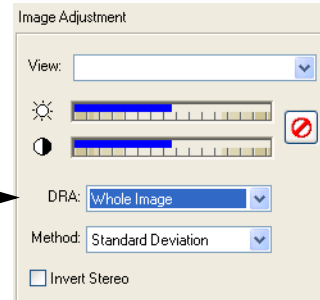 Image Adjustment
View:
DRA: Whole Image
Method: Standard Deviation
Invert Stereo